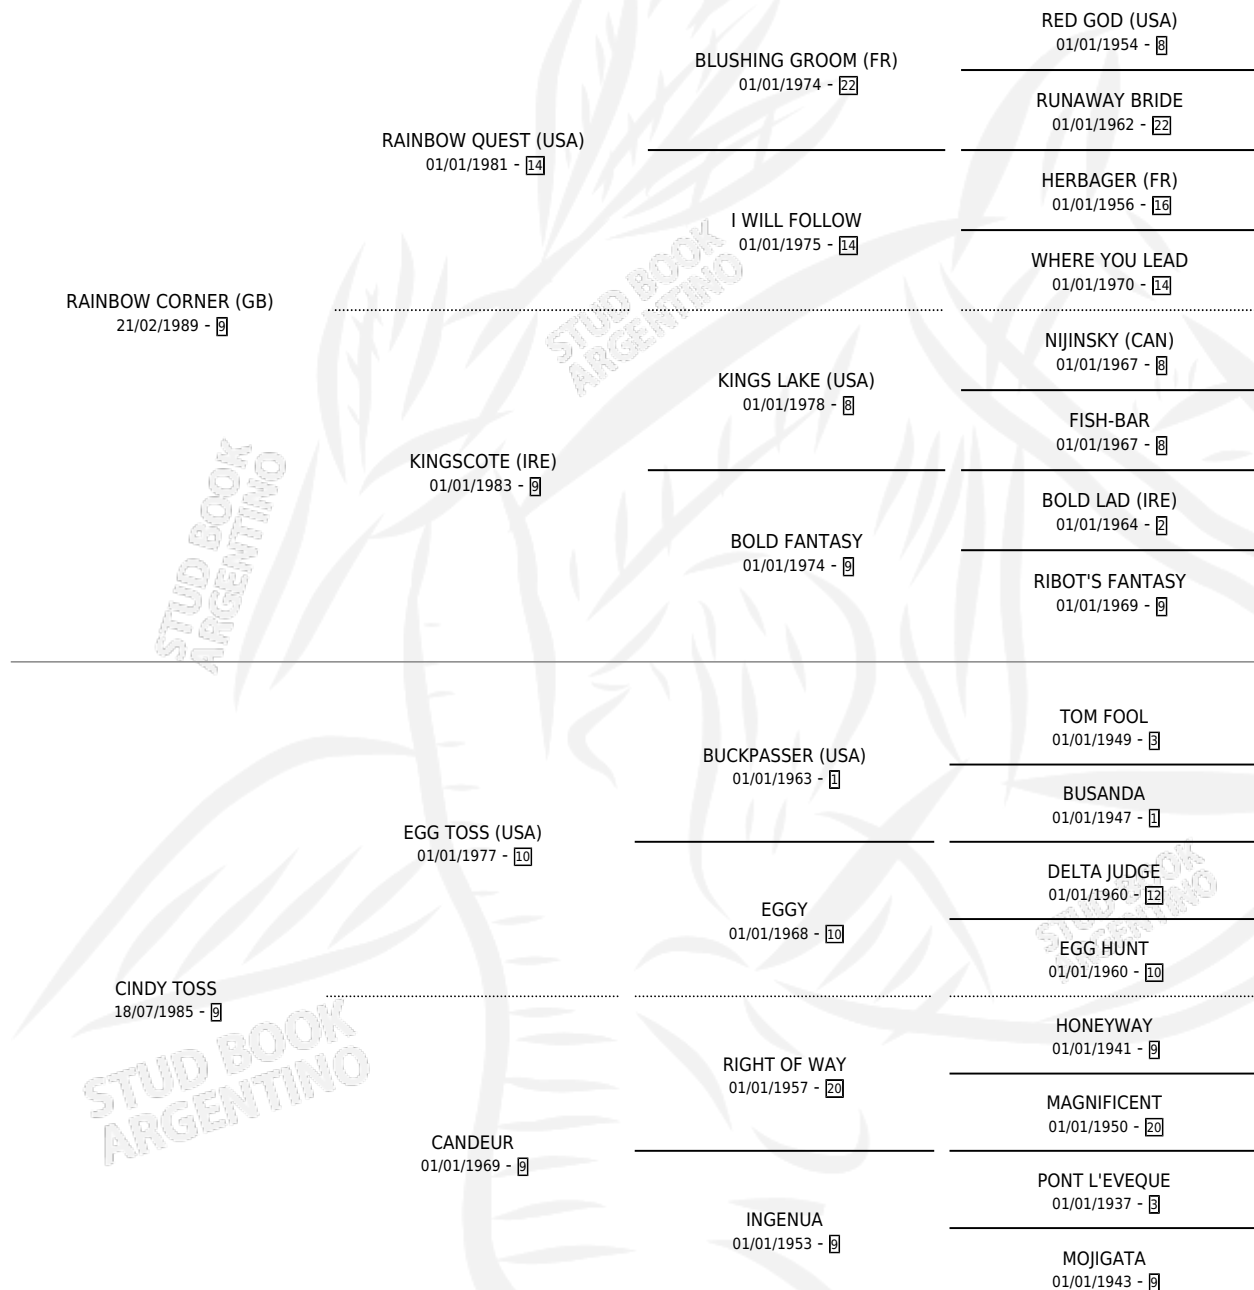 RED GOD (USA)
01/01/1954 - 8
BLUSHING GROOM (FR)
01/01/1974 - 22
RUNAWAY BRIDE
01/01/1962 - 22
RAINBOW QUEST (USA)
01/01/1981 - 14
HERBAGER (FR)
01/01/1956 - 16
I WILL FOLLOW
01/01/1975 - 14
WHERE YOU LEAD
01/01/1970 - 14
RAINBOW CORNER (GB)
21/02/1989 - 9
NIJINSKY (CAN)
01/01/1967 - 8
KINGS LAKE (USA)
01/01/1978 - 8
FISH-BAR
01/01/1967 - 8
KINGSCOTE (IRE)
01/01/1983 - 9
BOLD LAD (IRE)
01/01/1964 - 2
BOLD FANTASY
01/01/1974 - 9
RIBOT'S FANTASY
01/01/1969 - 9
TOM FOOL
01/01/1949 - 3
BUCKPASSER (USA)
01/01/1963 - 1
BUSANDA
01/01/1947 - 1
EGG TOSS (USA)
01/01/1977 - 10
DELTA JUDGE
01/01/1960 - 12
EGGY
01/01/1968 - 10
EGG HUNT
01/01/1960 - 10
CINDY TOSS
18/07/1985 - 9
HONEYWAY
01/01/1941 - 9
RIGHT OF WAY
01/01/1957 - 20
MAGNIFICENT
01/01/1950 - 20
CANDEUR
01/01/1969 - 9
PONT L'EVEQUE
01/01/1937 - 3
INGENUA
01/01/1953 - 9
MOJIGATA
01/01/1943 - 9
STUD BOOK
ARGENTINO
STUD BOOK
ARGENTINO
STUD BOOK
ARGENTINO
STUD BOOK
ARGENTINO